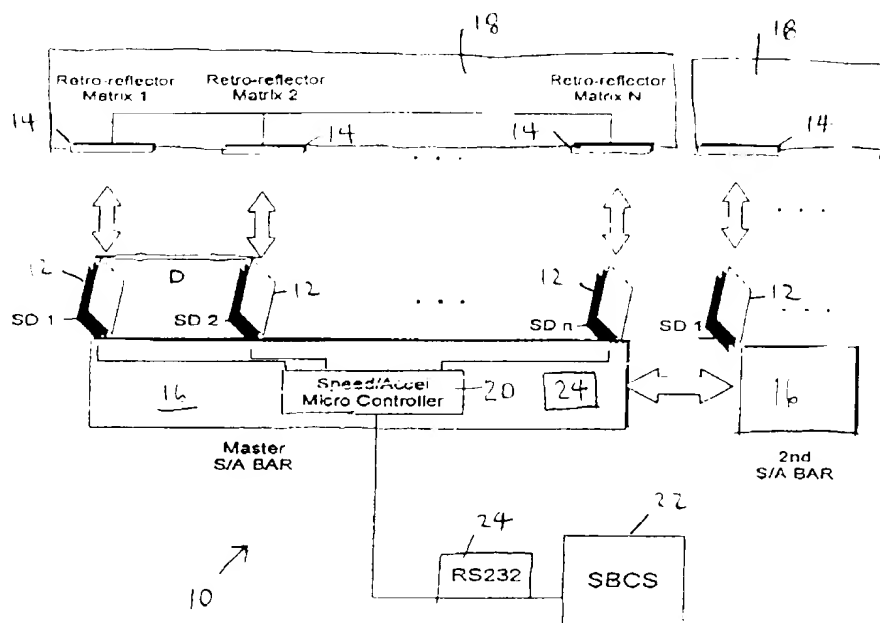 18
18
Retro-reflector Matrix 1
Retro-reflector Matrix 2
Retro-reflector Matrix N
14
14
14
14
. . .
. . .
12
D
12
. . .
12
12
. . . .
SD 1
SD 2
SD n
SD 1
16
Speed/Accel
Micro Controller
20
24
16
Master
S/A BAR
2nd
S/A BAR
10
24
RS232
22
SBCS